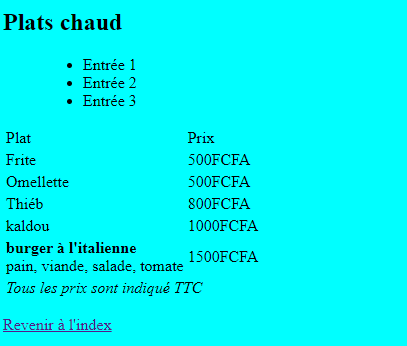 Plats chaud
Entrée 1
Entrée 2
Entrée 3
Plat Prix
Frite 500FCFA
Omellette 500FCFA
Thiéb 800FCFA
kaldou 1000FCFA
burger à l'italienne
pain, viande, salade, tomate 1500FCFA
Tous les prix sont indiqué TTC
Revenir à l'index